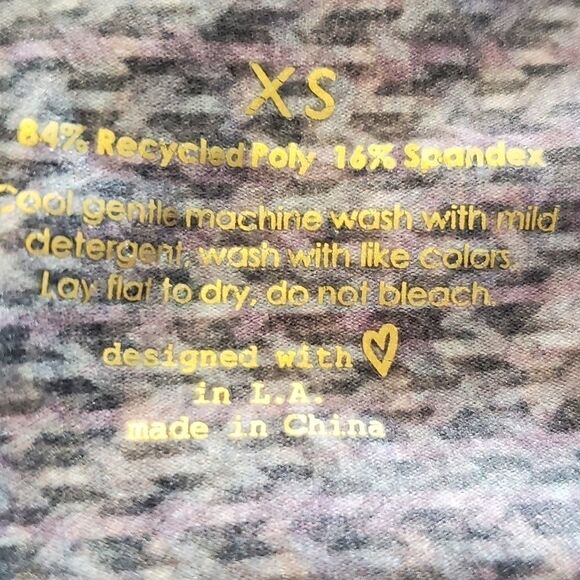 XS
84% Recycled Poly 16% Spandex
Cool gentle machine wash with mild
detergent, wash with like colors.
Lay flat to dry, do not bleach.
designed with ♡
in L.A.
made in China